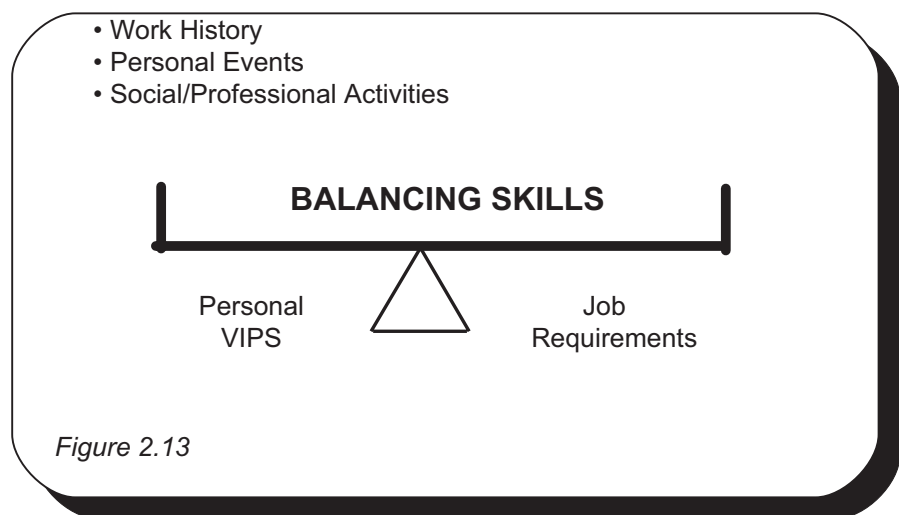 • Work History
• Personal Events
• Social/Professional Activities
BALANCING SKILLS
Personal
VIPS
Job
Requirements
Figure 2.13